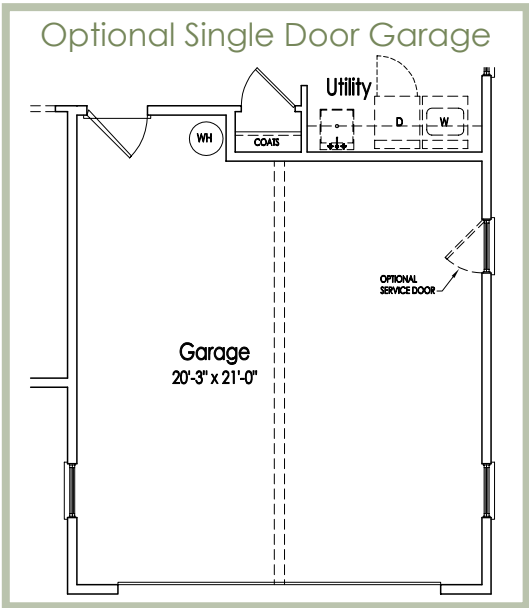 Optional Single Door Garage
Utility
D
W
WH
COATS
OPTIONAL
SERVICE DOOR
Garage
20'-3" x 21'-0"